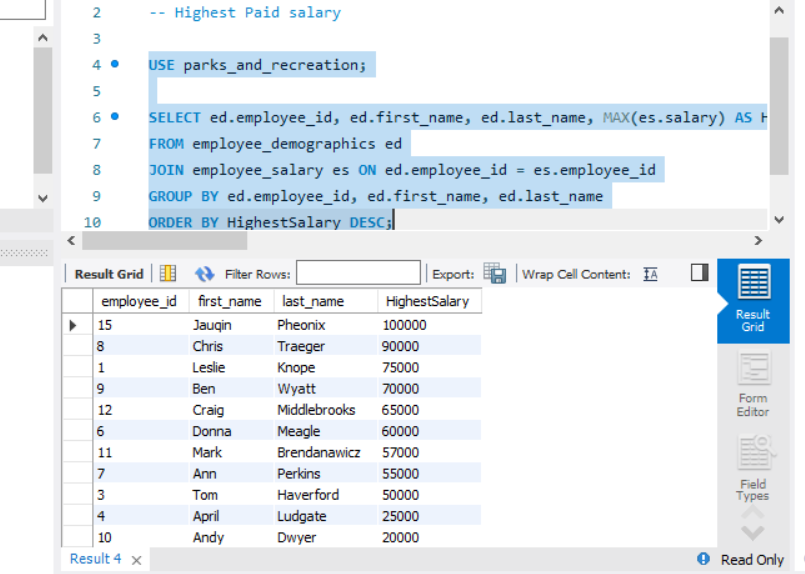 2 -- Highest Paid salary
3
4 USE parks_and_recreation;
5
6 SELECT ed.employee_id, ed.first_name, ed.last_name, MAX(es.salary) AS H
7 FROM employee_demographics ed
8 JOIN employee_salary es ON ed.employee_id = es.employee_id
9 GROUP BY ed.employee_id, ed.first_name, ed.last_name
10 ORDER BY HighestSalary DESC;
Result Grid Filter Rows: Export: Wrap Cell Content:
employee_id first_name last_name HighestSalary
15 Jauqin Pheonix 100000
8 Chris Traeger 90000
1 Leslie Knope 75000
9 Ben Wyatt 70000
12 Craig Middlebrooks 65000
6 Donna Meagle 60000
11 Mark Brendanawicz 57000
7 Ann Perkins 55000
3 Tom Haverford 50000
4 April Ludgate 25000
10 Andy Dwyer 20000
Result
Grid
Form
Editor
Field
Types
Result 4 Read Only